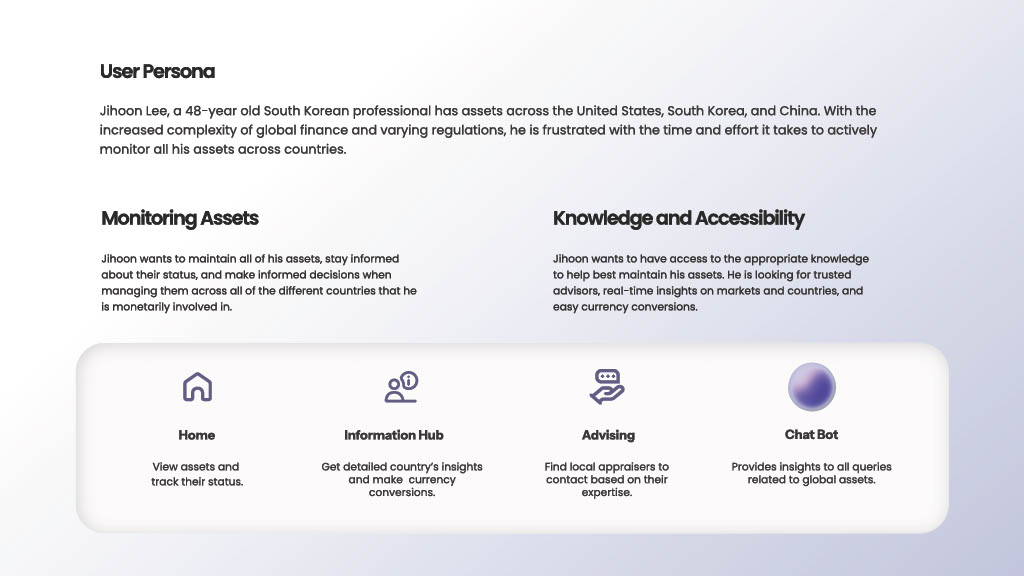 User Persona
Jihoon Lee, a 48-year old South Korean professional has assets across the United States, South Korea, and China. With the
increased complexity of global finance and varying regulations, he is frustrated with the time and effort it takes to actively
monitor all his assets across countries.
Monitoring Assets
Jihoon wants to maintain all of his assets, stay informed
about their status, and make informed decisions when
managing them across all of the different countries that he
is monetarily involved in.
Knowledge and Accessibility
Jihoon wants to have access to the appropriate knowledge
to help best maintain his assets. He is looking for trusted
advisors, real-time insights on markets and countries, and
easy currency conversions.
Home
View assets and
track their status.
Information Hub
Get detailed country's insights
and make  currency
conversions.
Advising
Find local appraisers to
contact based on their
expertise.
Chat Bot
Provides insights to all queries
related to global assets.